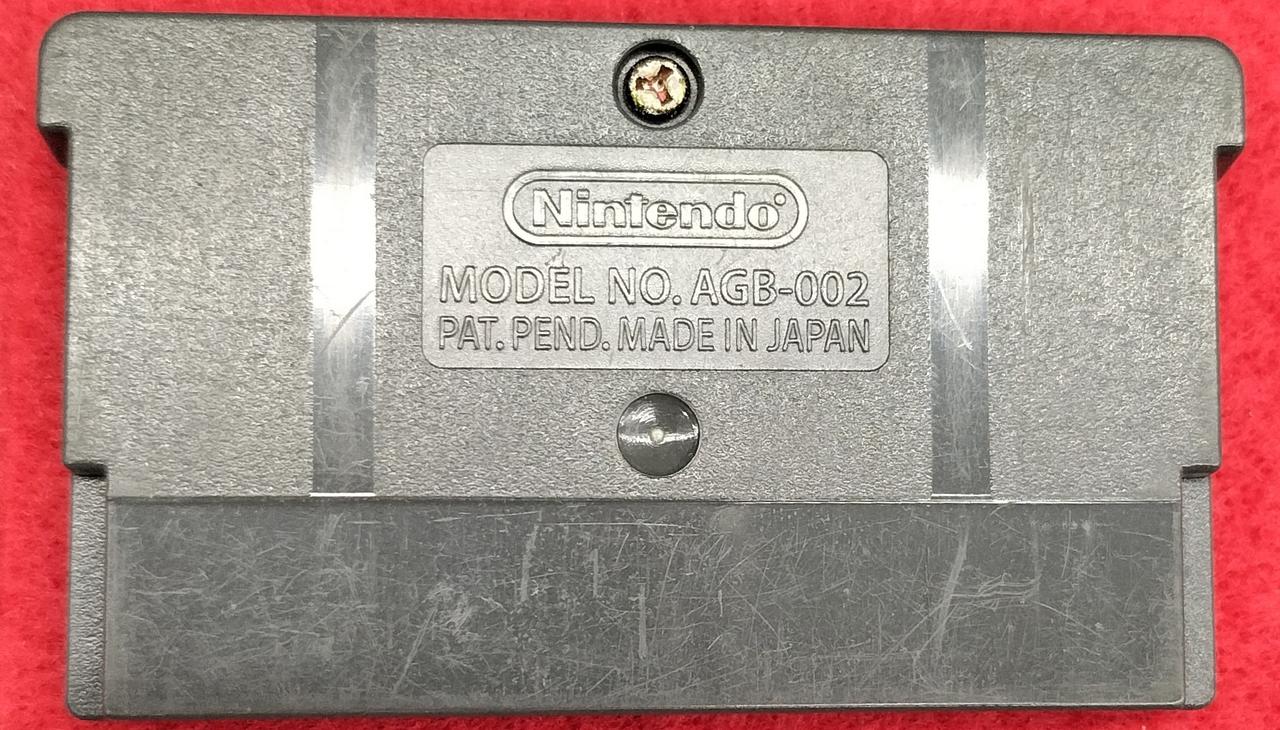 Nintendo
MODEL NO. AGB-002
PAT. PEND. MADE IN JAPAN